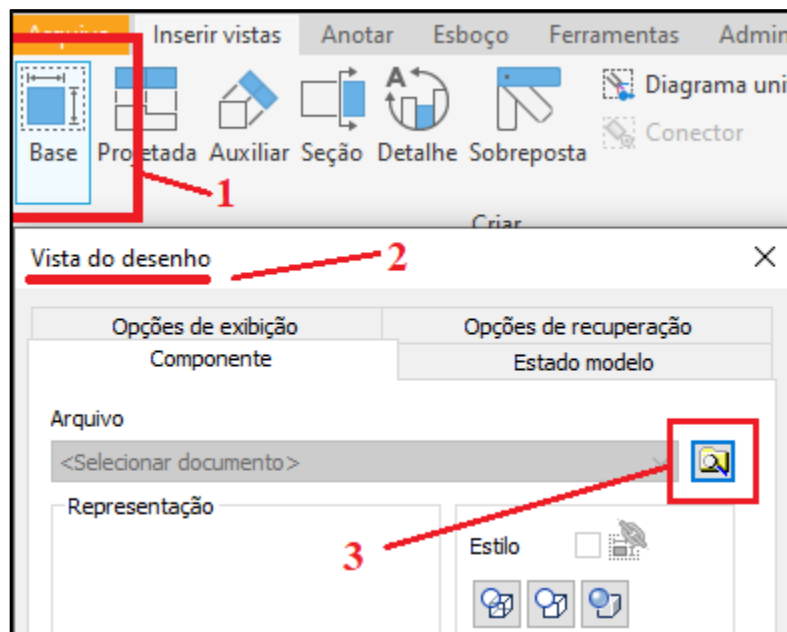 Arquivo Inserir vistas Anotar Esboço Ferramentas Admin
Diagrama uni
Conector
Base Projetada Auxiliar Seção Detalhe Sobreposta
1
Criar
Vista do desenho
2
Opções de exibição Opções de recuperação
Componente Estado modelo
Arquivo
<Selecionar documento>
Representação
Estilo
3